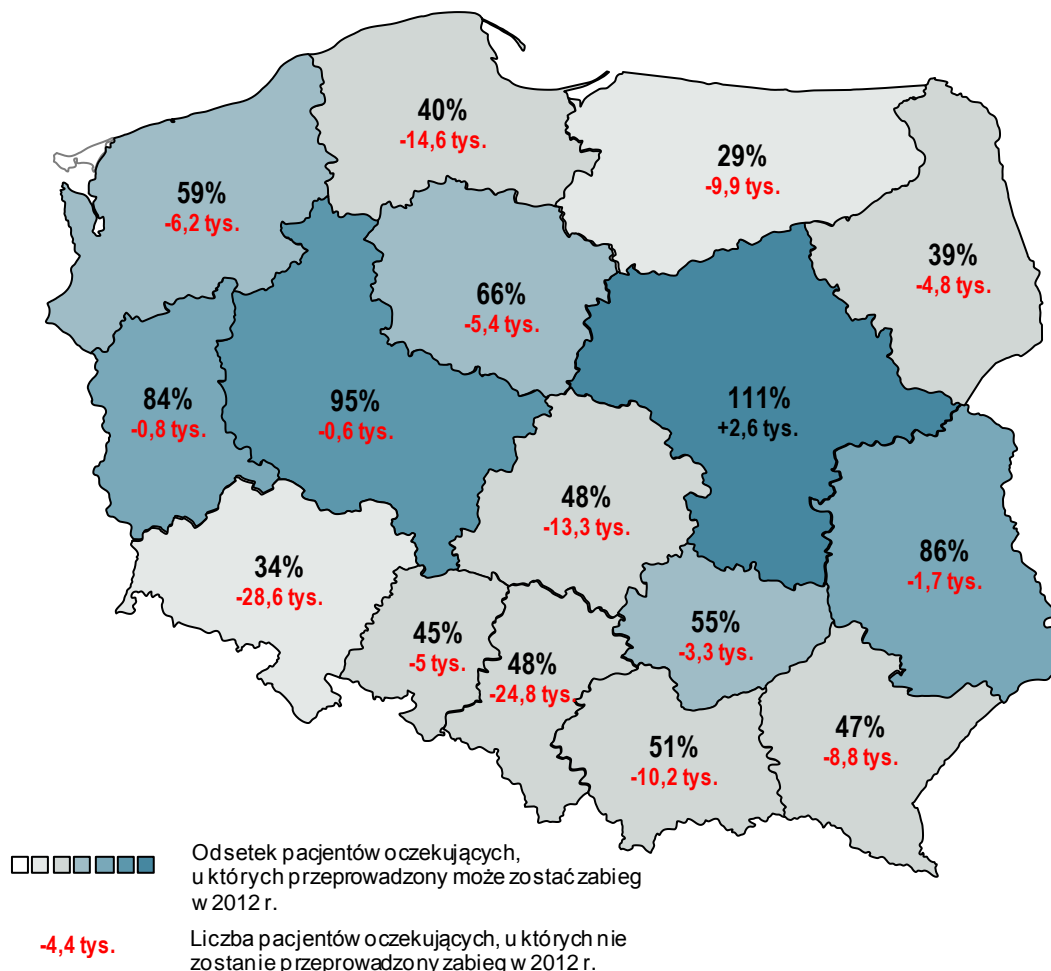 40%
-14,6 tys.
29%
-9,9 tys.
59%
-6,2 tys.
39%
-4,8 tys.
66%
-5,4 tys.
84%
-0,8 tys.
95%
-0,6 tys.
111%
+2,6 tys.
48%
-13,3 tys.
86%
-1,7 tys.
34%
-28,6 tys.
45%
-5 tys.
48%
-24,8 tys.
55%
-3,3 tys.
51%
-10,2 tys.
47%
-8,8 tys.
Odsetek pacjentów oczekujących,
u których przeprowadzony może zostać zabieg
w 2012 r.
-4,4 tys.
Liczba pacjentów oczekujących, u których nie
zostanie przeprowadzony zabieg w 2012 r.